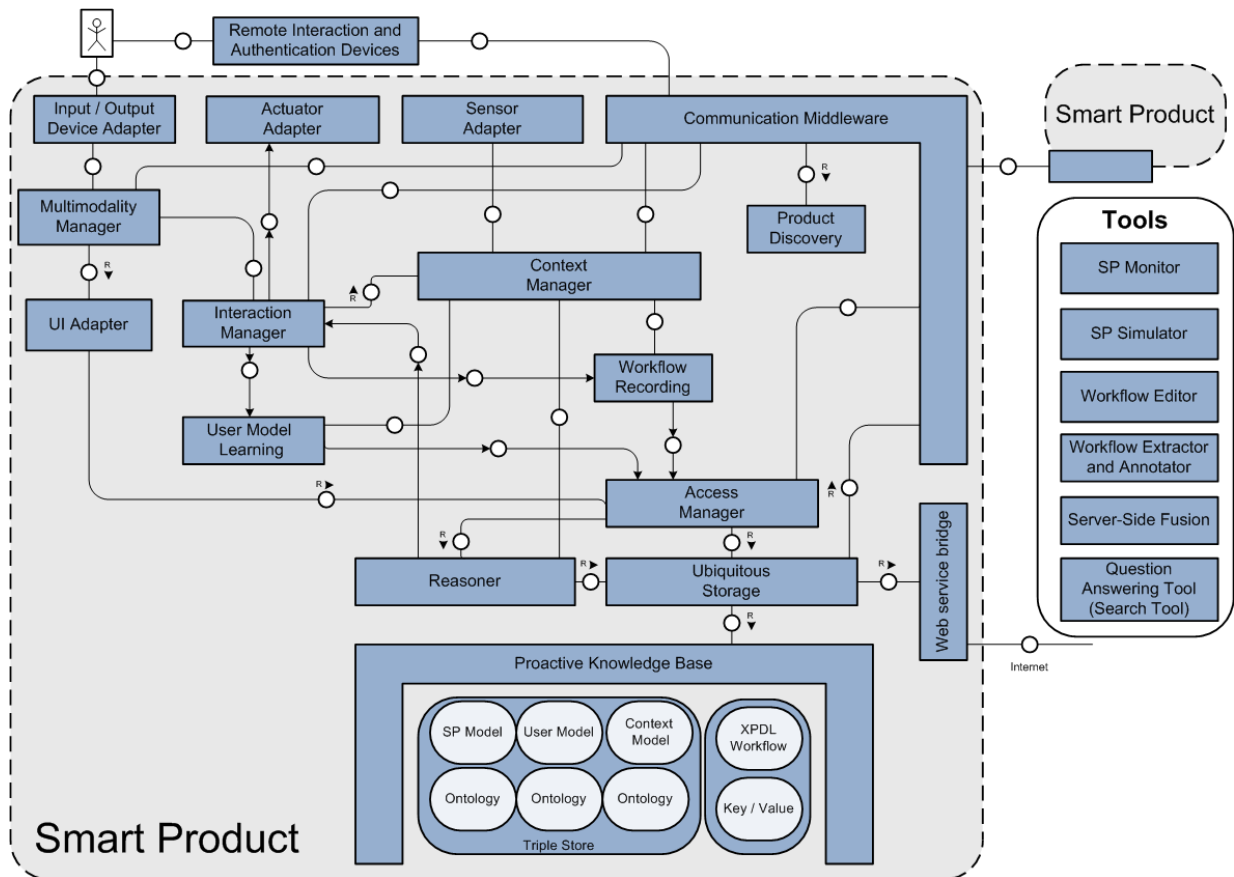 Remote Interaction and
Authentication Devices
Input / Output
Device Adapter
Actuator
Adapter
Sensor
Adapter
Communication Middleware
Smart Product
Multimodality
Manager
Product
Discovery
R
R
Tools
SP Monitor
Context
Manager
R
UI Adapter
Interaction
Manager
SP Simulator
Workflow
Recording
Workflow Editor
User Model
Learning
Workflow Extractor
and Annotator
R
Access
Manager
R
Server-Side Fusion
R
R
Reasoner
R
Ubiquitous
Storage
R
Web service bridge
Question
Answering Tool
(Search Tool)
R
Internet
Proactive Knowledge Base
SP Model
User Model
Context
Model
XPDL
Workflow
Ontology
Ontology
Ontology
Key / Value
Triple Store
Smart Product